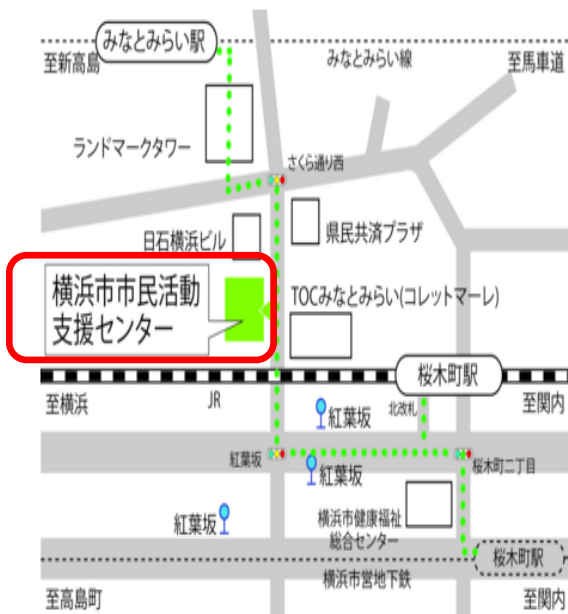 みなとみらい駅
みなとみらい線
至新高島
至馬車道
ランドマークタワー
さくら通り西
日石横浜ビル
県民共済プラザ
横浜市市民活動
支援センター
TOCみなとみらい(コレットマーレ)
桜木町駅
至横浜
JR
北改札
至関内
紅葉坂
紅葉坂
紅葉坂
桜木町二丁目
紅葉坂
横浜市健康福祉
総合センター
桜木町駅
横浜市営地下鉄
至高島町
至関内